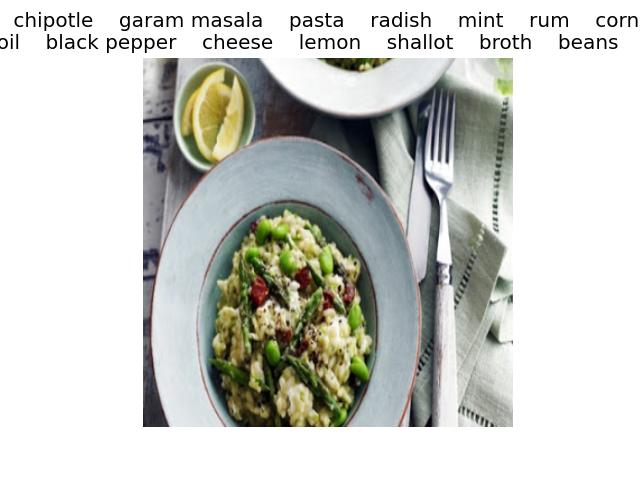 chipotle garam masala pasta radish mint rum corn
oil black pepper cheese lemon shallot broth beans